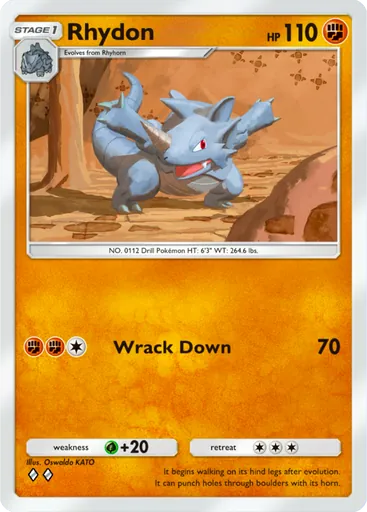 STAGE 1
Rhydon
HP 110
Evolves from Rhyhorn
NO. 0112 Drill Pokémon HT: 6'3" WT: 264.6 lbs.
Wrack Down 70
weakness +20 retreat
Illus. Oswaldo KATO
It begins walking on its hind legs after evolution.
It can punch holes through boulders with its horn.